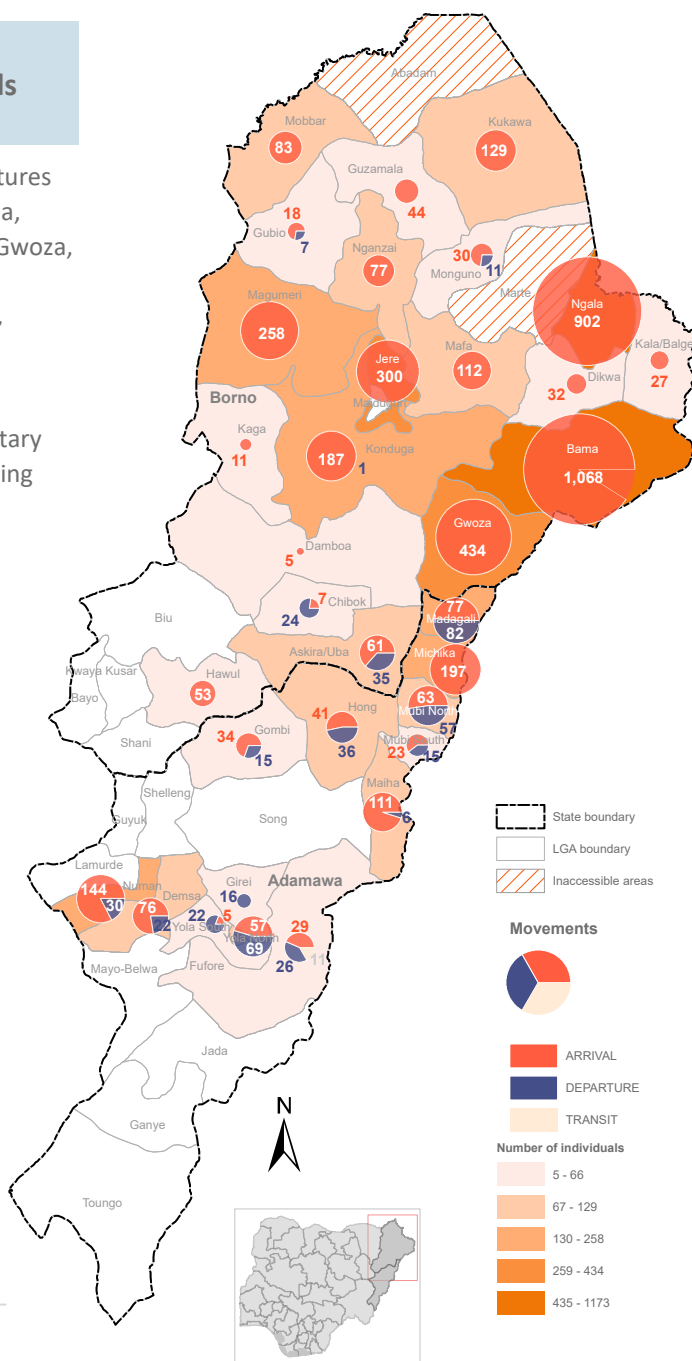 ls
tures
a,
Gwoza,
,
tary
ing
Abadam
Mobbar
83
Kukawa
129
Guzamala
44
18
Gubio
7
Nganzai
77
30
Monguno
11
Marte
Ngala
902
Magumeri
258
Jere
300
Mafa
112
Kala/Balge
27
Dikwa
32
Maiduguri
Borno
Kaga
11
187
Konduga
1
Bama
1,068
Gwoza
434
Damboa
5
7
Chibok
24
77
Madagali
82
Biu
Askira/Uba
61
35
Michika
197
Kwaya Kusar
Hawul
53
Bayo
Shani
63
Mubi North
57
41
Hong
36
34
Gombi
15
Mubi South
23
15
Shelleng
Maiha
111
6
Guyuk
Song
Lamurde
144
30
Numan
76
22
Demsa
Girei
16
Adamawa
22
5
Yola South
57
Yola North
69
29
26
11
Mayo-Belwa
Fufore
Jada
Ganye
Toungo
N
State boundary
LGA boundary
Inaccessible areas
Movements
ARRIVAL
DEPARTURE
TRANSIT
Number of individuals
5 - 66
67 - 129
130 - 258
259 - 434
435 - 1173